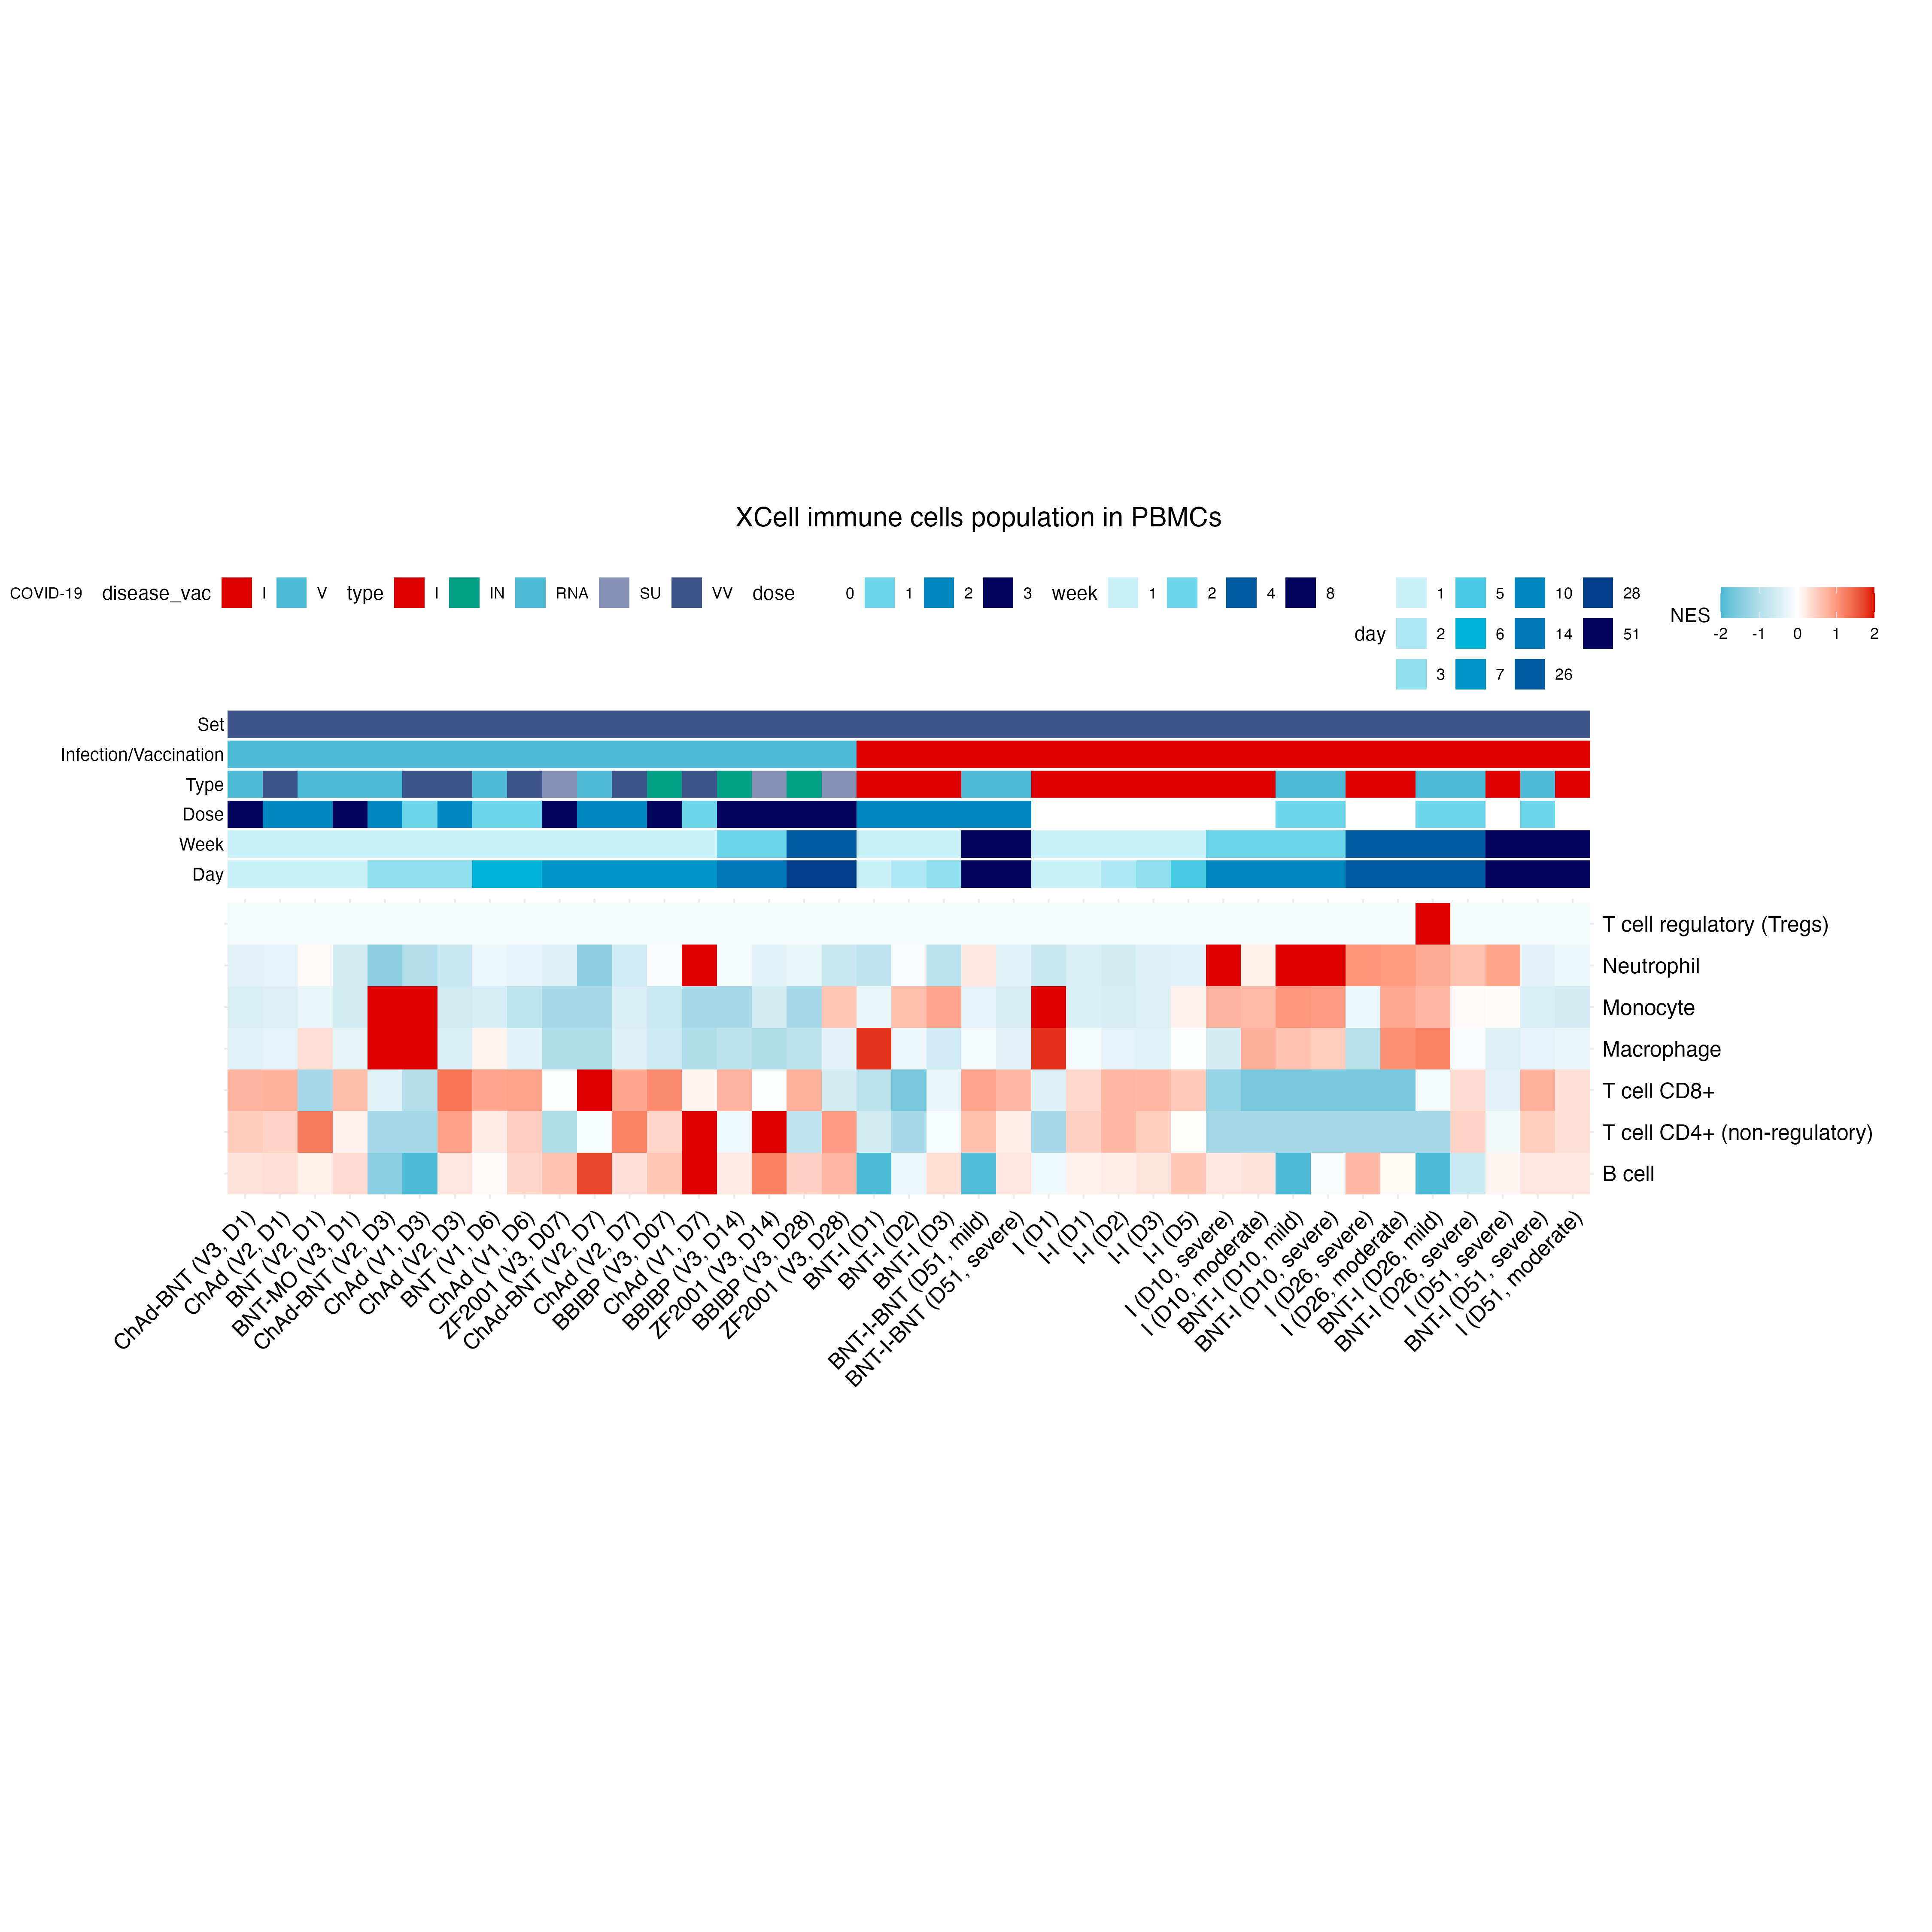 XCell immune cells population in PBMCs
COVID-19 disease_vac I V type I IN RNA SU VV dose 0 1 2 3 week 1 2 4 8
day 1 5 10 28
2 6 14 51
3 7 26
NES -2 -1 0 1 2
Set
Infection/Vaccination
Type
Dose
Week
Day
T cell regulatory (Tregs)
Neutrophil
Monocyte
Macrophage
T cell CD8+
T cell CD4+ (non-regulatory)
B cell
ChAd-BNT (V3, D1)
ChAd (V2, D1)
BNT (V2, D1)
BNT-MO (V3, D1)
ChAd-BNT (V2, D3)
ChAd (V1, D3)
ChAd (V2, D3)
BNT (V1, D6)
ChAd (V1, D6)
ZF2001 (V3, D07)
ChAd-BNT (V2, D7)
ChAd (V2, D7)
BBIBP (V3, D07)
ChAd (V1, D7)
BBIBP (V3, D14)
ZF2001 (V3, D14)
BBIBP (V3, D28)
ZF2001 (V3, D28)
BNT-I (D1)
BNT-I (D2)
BNT-I (D3)
BNT-I-BNT (D51, mild)
BNT-I-BNT (D51, severe)
I (D1)
I-I (D1)
I-I (D2)
I-I (D3)
I-I (D5)
I (D10, severe)
I (D10, moderate)
BNT-I (D10, mild)
BNT-I (D10, severe)
I (D26, severe)
I (D26, moderate)
BNT-I (D26, mild)
BNT-I (D26, severe)
I (D51, severe)
BNT-I (D51, severe)
I (D51, moderate)